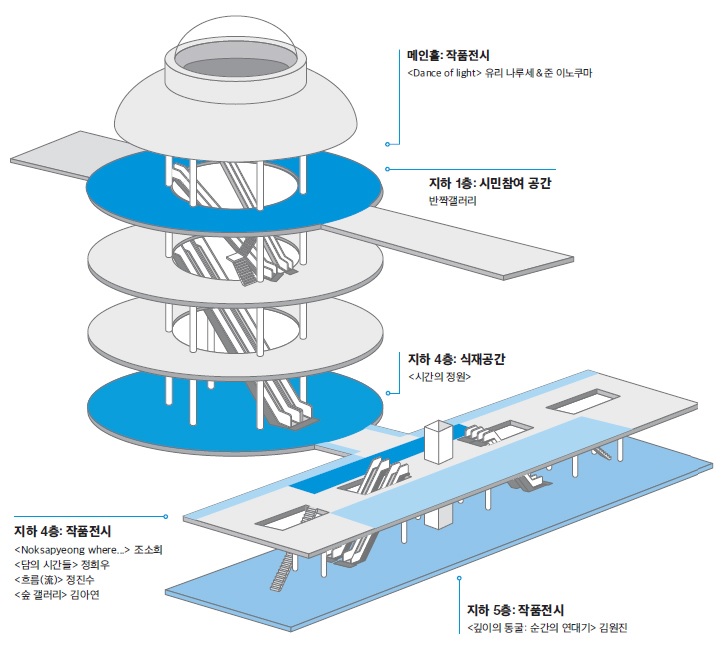 메인홀: 작품전시
<Dance of light> 유리 나루세 & 준 이노쿠마
지하 1층: 시민참여 공간
반짝갤러리
지하 4층: 식재공간
<시간의 정원>
지하 4층: 작품전시
<Noksapyeong where...> 조소희
<담의 시간들> 정희우
<흐름(流)> 정진수
<숲 갤러리> 김아연
지하 5층: 작품전시
<깊이의 동굴: 순간의 연대기> 김원진